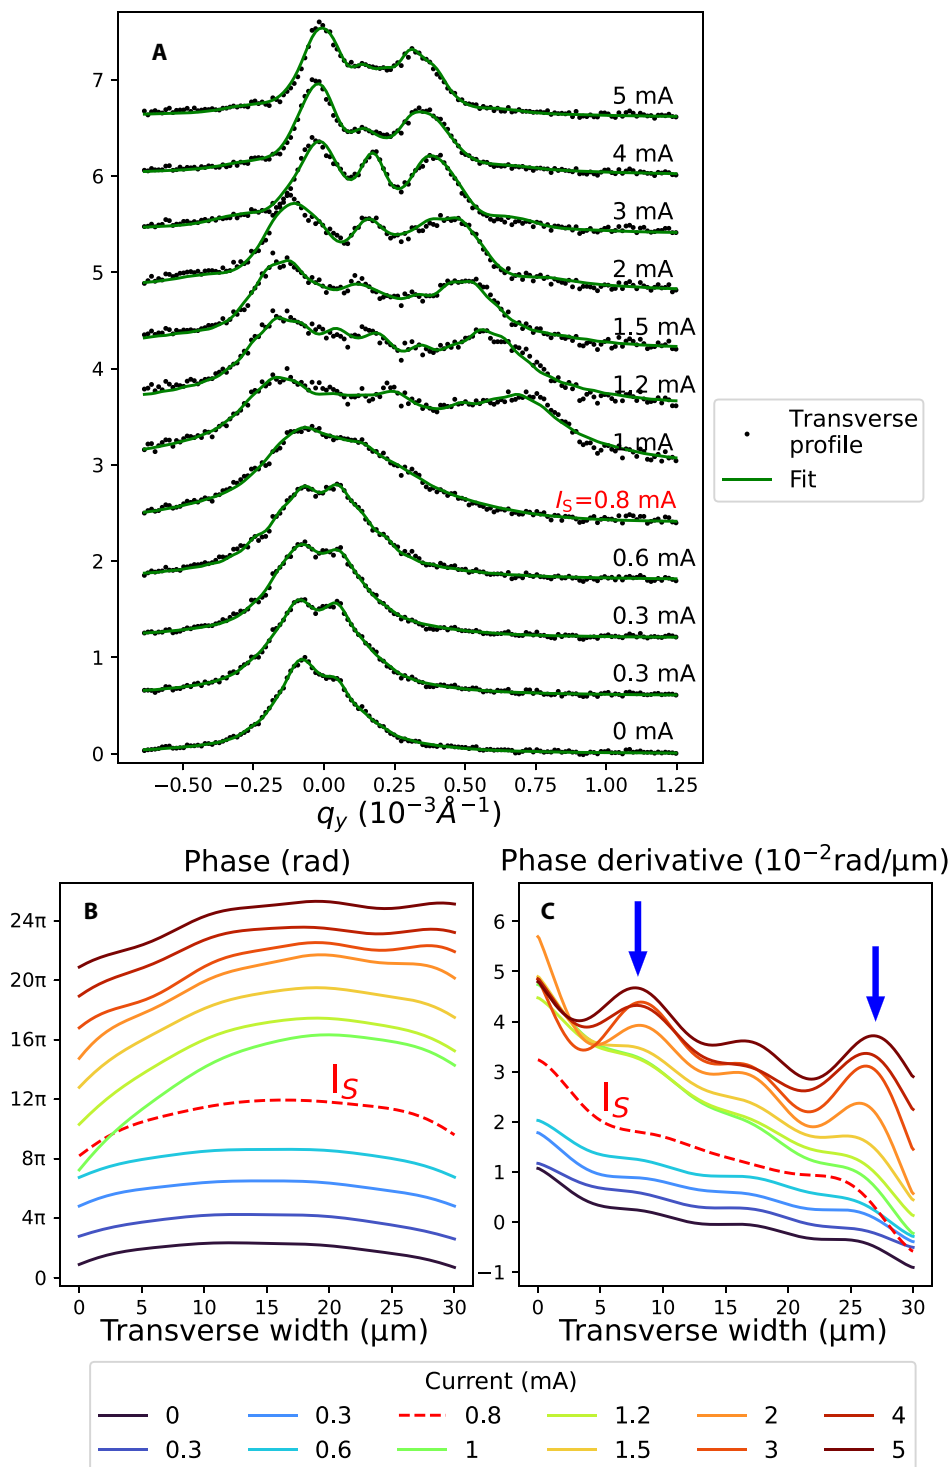 A
7
6
5
4
3
2
1
0
5 mA
4 mA
3 mA
2 mA
1.5 mA
1.2 mA
1 mA
I_S=0.8 mA
0.6 mA
0.3 mA
0.3 mA
0 mA
−0.50 −0.25 0.00 0.25 0.50 0.75 1.00 1.25
q_y (10⁻³Å⁻¹)
Transverse
profile
Fit
Phase (rad)
B
24π
20π
16π
12π
8π
4π
0
I_S
0 5 10 15 20 25 30
Transverse width (μm)
Phase derivative (10⁻²rad/μm)
C
6
5
4
3
2
1
0
−1
I_S
0 5 10 15 20 25 30
Transverse width (μm)
Current (mA)
0 0.3 0.8 1.2 2 4
0.3 0.6 1 1.5 3 5